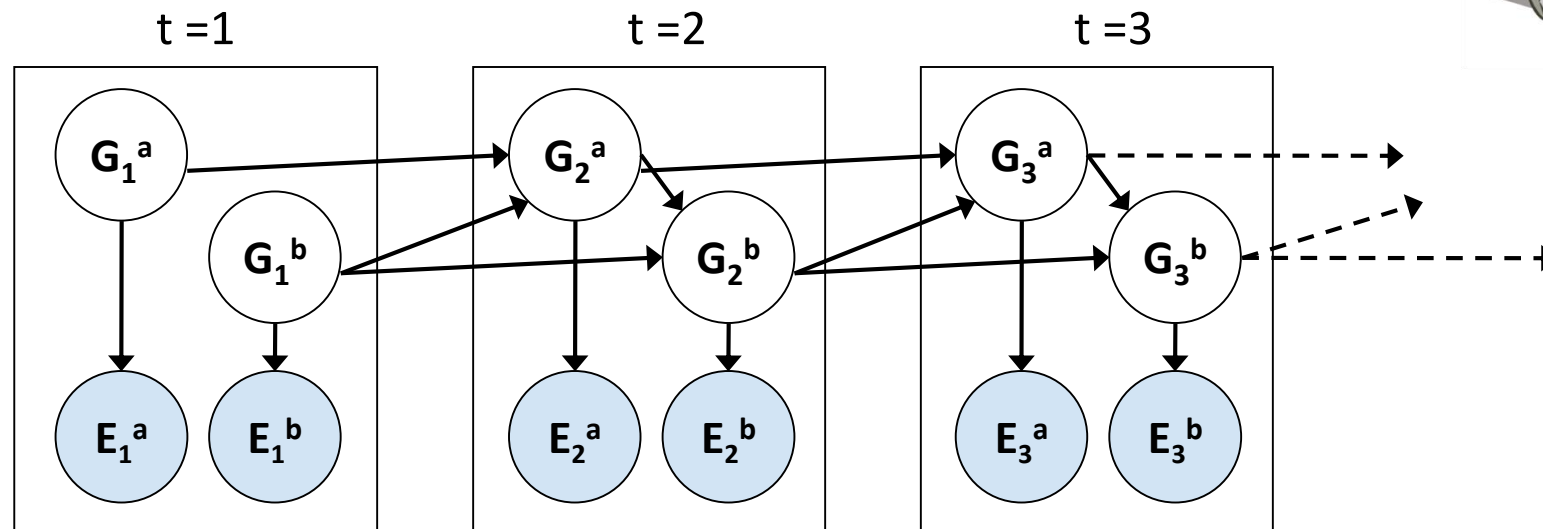 t =1 t =2 t =3
G₁ᵃ G₂ᵃ G₃ᵃ
G₁ᵇ G₂ᵇ G₃ᵇ
E₁ᵃ E₁ᵇ E₂ᵃ E₂ᵇ E₃ᵃ E₃ᵇ